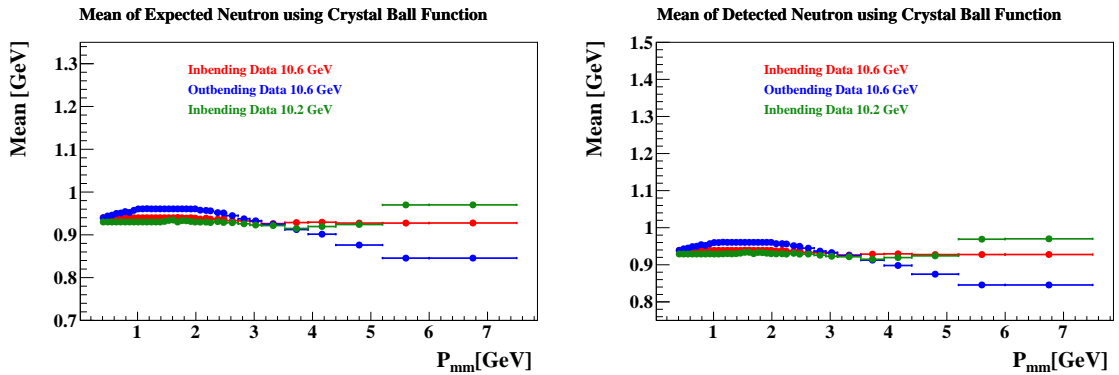 Mean of Expected Neutron using Crystal Ball Function
Mean [GeV]
1.3
1.2
1.1
1
0.9
0.8
0.7
Inbending Data 10.6 GeV
Outbending Data 10.6 GeV
Inbending Data 10.2 GeV
1 2 3 4 5 6 7
P_mm[GeV]
Mean of Detected Neutron using Crystal Ball Function
Mean [GeV]
1.5
1.4
1.3
1.2
1.1
1
0.9
0.8
Inbending Data 10.6 GeV
Outbending Data 10.6 GeV
Inbending Data 10.2 GeV
1 2 3 4 5 6 7
P_mm[GeV]